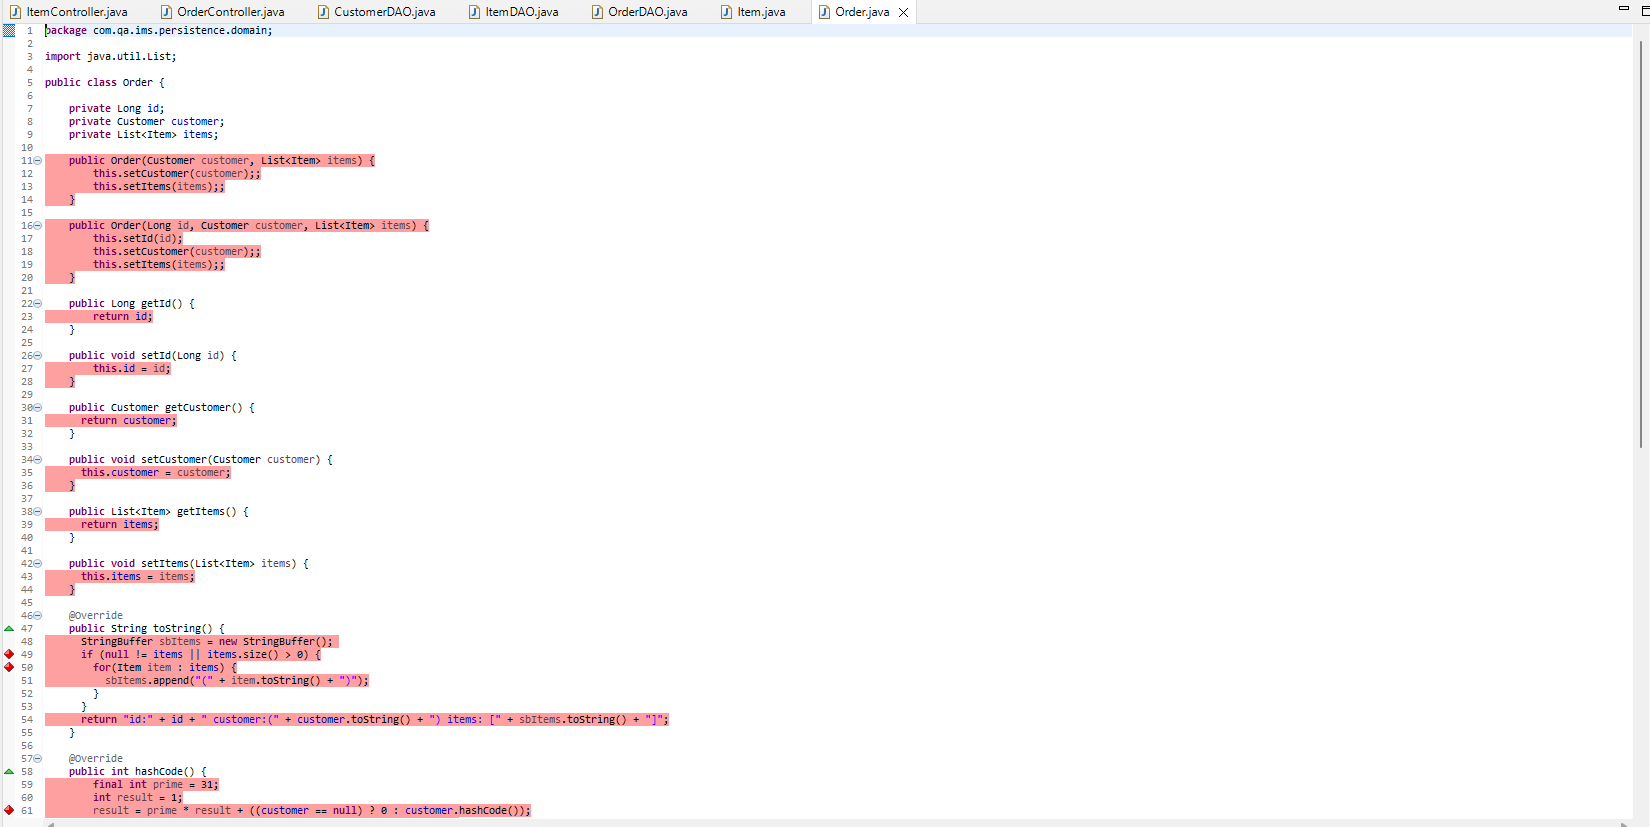 ItemController.java OrderController.java CustomerDAO.java ItemDAO.java OrderDAO.java Item.java Order.java
1 package com.qa.ims.persistence.domain;
2
3 import java.util.List;
4
5 public class Order {
6
7 private Long id;
8 private Customer customer;
9 private List<Item> items;
10
11 public Order(Customer customer, List<Item> items) {
12 this.setCustomer(customer);;
13 this.setItems(items);;
14 }
15
16 public Order(Long id, Customer customer, List<Item> items) {
17 this.setId(id);
18 this.setCustomer(customer);;
19 this.setItems(items);;
20 }
21
22 public Long getId() {
23 return id;
24 }
25
26 public void setId(Long id) {
27 this.id = id;
28 }
29
30 public Customer getCustomer() {
31 return customer;
32 }
33
34 public void setCustomer(Customer customer) {
35 this.customer = customer;
36 }
37
38 public List<Item> getItems() {
39 return items;
40 }
41
42 public void setItems(List<Item> items) {
43 this.items = items;
44 }
45
46 @Override
47 public String toString() {
48 StringBuffer sbItems = new StringBuffer();
49 if (null != items || items.size() > 0) {
50 for(Item item : items) {
51 sbItems.append("(" + item.toString() + ")");
52 }
53 }
54 return "id:" + id + " customer:(" + customer.toString() + ") items: [" + sbItems.toString() + "]";
55 }
56
57 @Override
58 public int hashCode() {
59 final int prime = 31;
60 int result = 1;
61 result = prime * result + ((customer == null) ? 0 : customer.hashCode());